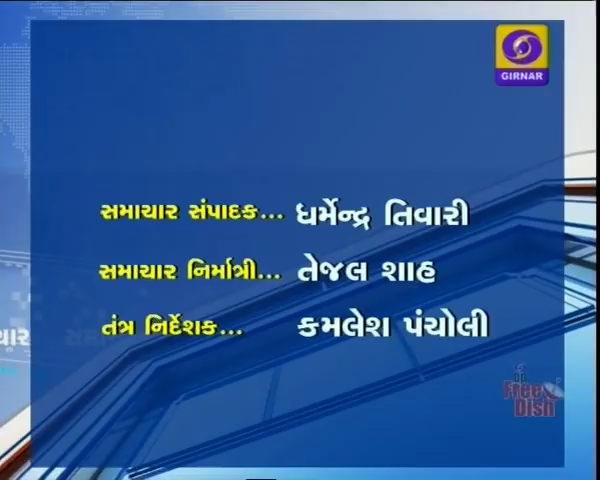 GIRNAR
સમાચાર સંપાદક... ધર્મેન્દ્ર તિવારી
સમાચાર નિર્માત્રી... તેજલ શાહ
તંત્ર નિર્દેશક... કમલેશ પંચોલી
Free
Dish